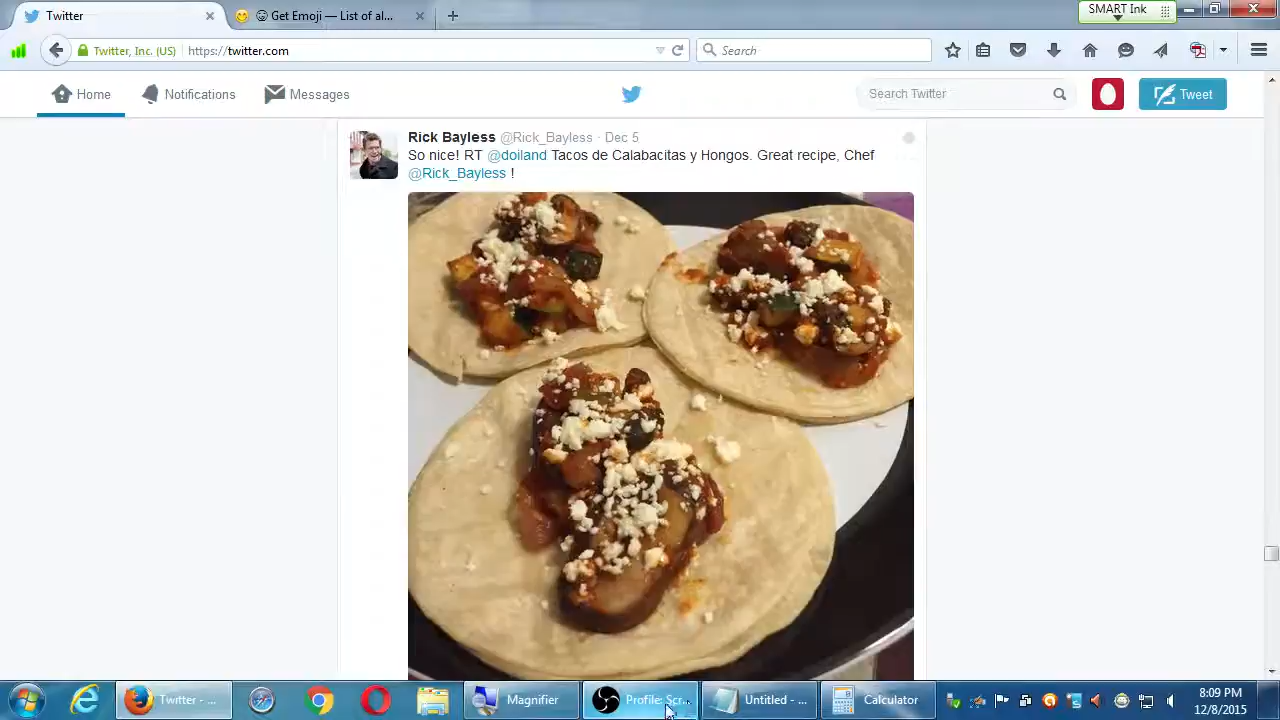 Twitter
Get Emoji — List of al...
SMART Ink
Twitter, Inc. (US)
https://twitter.com
Search
Home
Notifications
Messages
Search Twitter
Tweet
Rick Bayless @Rick_Bayless · Dec 5
So nice! RT @doiland Tacos de Calabacitas y Hongos. Great recipe, Chef
@Rick_Bayless !
Twitter - ...
Magnifier
Profile: Scr...
Untitled - ...
Calculator
8:09 PM
12/8/2015